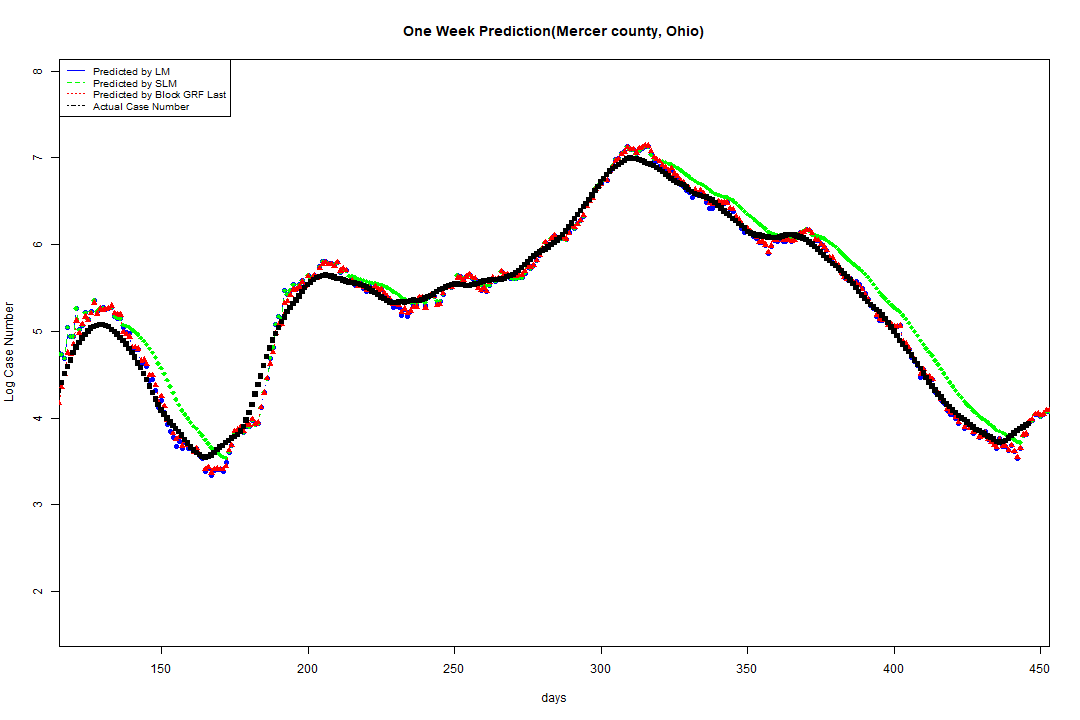 One Week Prediction(Mercer county, Ohio)
Predicted by LM
Predicted by SLM
Predicted by Block GRF Last
Actual Case Number
Log Case Number
8
7
6
5
4
3
2
150 200 250 300 350 400 450
days